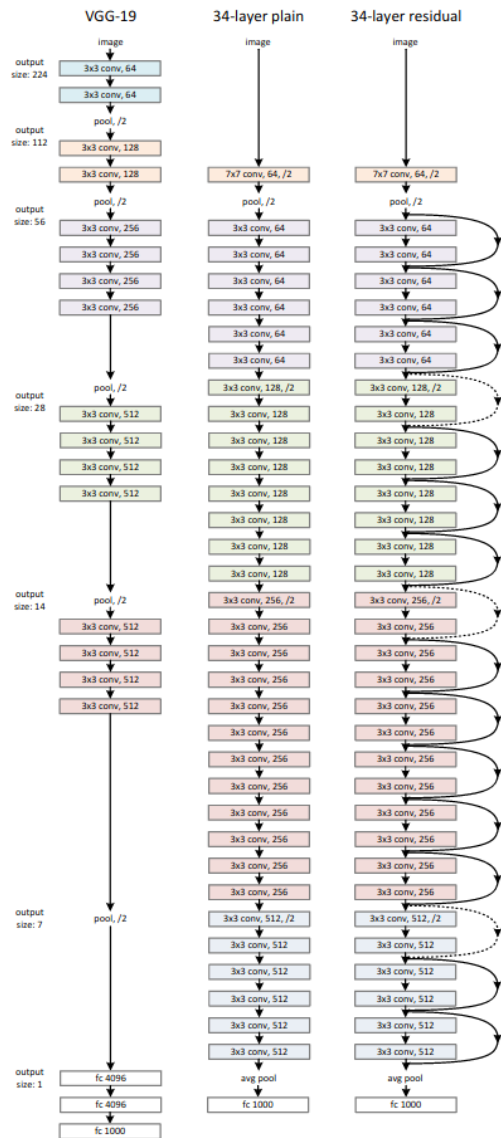 output
size: 224
output
size: 112
output
size: 56
output
size: 28
output
size: 14
output
size: 7
output
size: 1
VGG-19
image
3x3 conv, 64
3x3 conv, 64
pool, /2
3x3 conv, 128
3x3 conv, 128
pool, /2
3x3 conv, 256
3x3 conv, 256
3x3 conv, 256
3x3 conv, 256
pool, /2
3x3 conv, 512
3x3 conv, 512
3x3 conv, 512
3x3 conv, 512
pool, /2
3x3 conv, 512
3x3 conv, 512
3x3 conv, 512
3x3 conv, 512
pool, /2
fc 4096
fc 4096
fc 1000
34-layer plain
image
7x7 conv, 64, /2
pool, /2
3x3 conv, 64
3x3 conv, 64
3x3 conv, 64
3x3 conv, 64
3x3 conv, 64
3x3 conv, 64
3x3 conv, 128, /2
3x3 conv, 128
3x3 conv, 128
3x3 conv, 128
3x3 conv, 128
3x3 conv, 128
3x3 conv, 128
3x3 conv, 128
3x3 conv, 256, /2
3x3 conv, 256
3x3 conv, 256
3x3 conv, 256
3x3 conv, 256
3x3 conv, 256
3x3 conv, 256
3x3 conv, 256
3x3 conv, 256
3x3 conv, 256
3x3 conv, 256
3x3 conv, 256
3x3 conv, 512, /2
3x3 conv, 512
3x3 conv, 512
3x3 conv, 512
3x3 conv, 512
3x3 conv, 512
avg pool
fc 1000
34-layer residual
image
7x7 conv, 64, /2
pool, /2
3x3 conv, 64
3x3 conv, 64
3x3 conv, 64
3x3 conv, 64
3x3 conv, 64
3x3 conv, 64
3x3 conv, 128, /2
3x3 conv, 128
3x3 conv, 128
3x3 conv, 128
3x3 conv, 128
3x3 conv, 128
3x3 conv, 128
3x3 conv, 128
3x3 conv, 256, /2
3x3 conv, 256
3x3 conv, 256
3x3 conv, 256
3x3 conv, 256
3x3 conv, 256
3x3 conv, 256
3x3 conv, 256
3x3 conv, 256
3x3 conv, 256
3x3 conv, 256
3x3 conv, 256
3x3 conv, 512, /2
3x3 conv, 512
3x3 conv, 512
3x3 conv, 512
3x3 conv, 512
3x3 conv, 512
avg pool
fc 1000